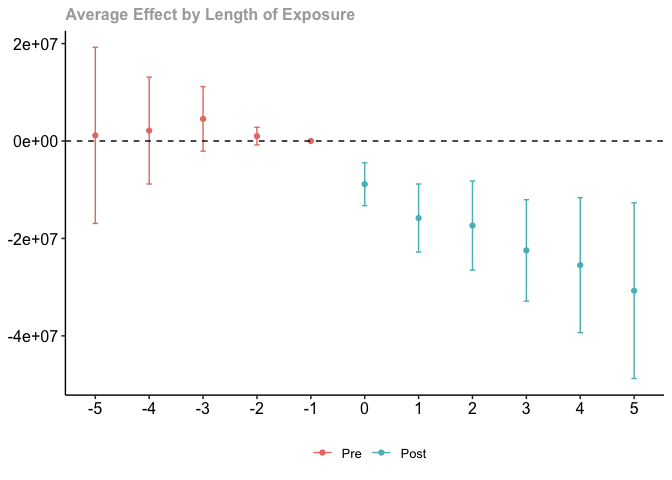 Average Effect by Length of Exposure
2e+07
0e+00
-2e+07
-4e+07
-5 -4 -3 -2 -1 0 1 2 3 4 5
Pre Post